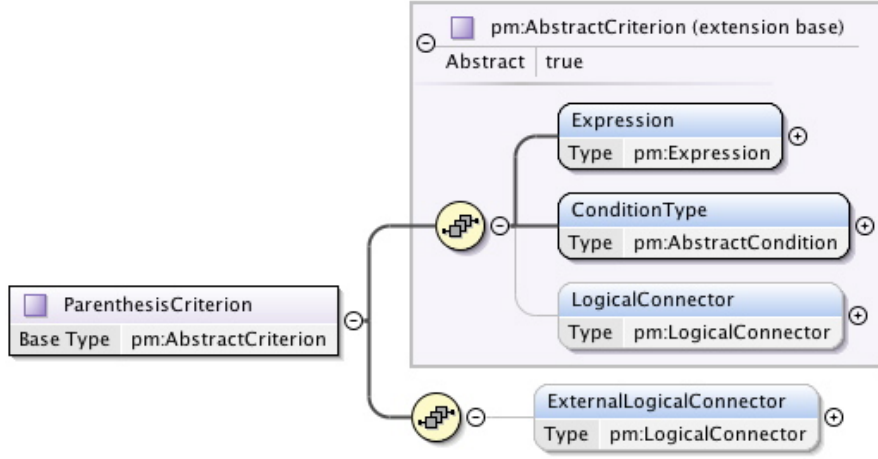 pm:AbstractCriterion (extension base)
Abstract true
Expression
Type pm:Expression
ConditionType
Type pm:AbstractCondition
LogicalConnector
Type pm:LogicalConnector
ParenthesisCriterion
Base Type pm:AbstractCriterion
ExternalLogicalConnector
Type pm:LogicalConnector